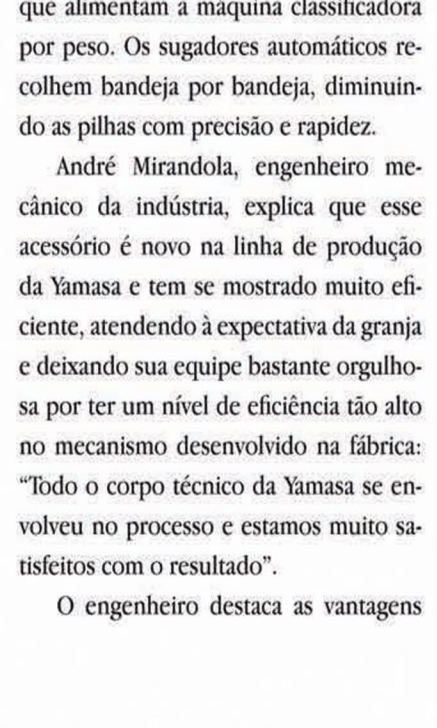 que alimentam a máquina classificadora
por peso. Os sugadores automáticos re-
colhem bandeja por bandeja, diminuin-
do as pilhas com precisão e rapidez.
André Mirandola, engenheiro me-
cânico da indústria, explica que esse
acessório é novo na linha de produção
da Yamasa e tem se mostrado muito efi-
ciente, atendendo à expectativa da granja
e deixando sua equipe bastante orgulho-
sa por ter um nível de eficiência tão alto
no mecanismo desenvolvido na fábrica:
“Todo o corpo técnico da Yamasa se en-
volveu no processo e estamos muito sa-
tisfeitos com o resultado”.
O engenheiro destaca as vantagens